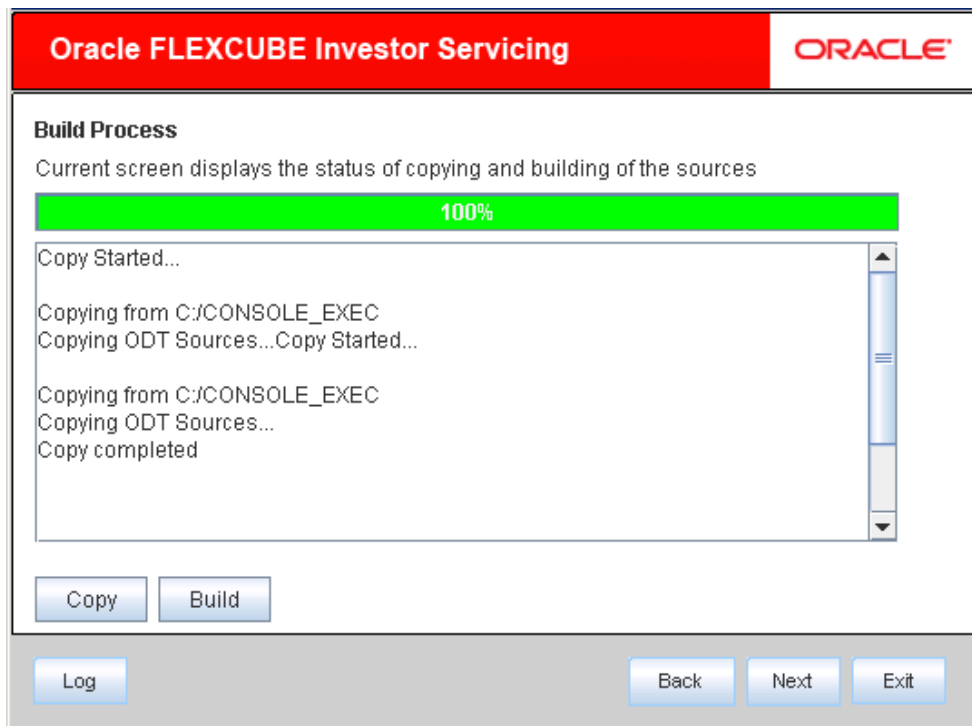 Oracle FLEXCUBE Investor Servicing
ORACLE
Build Process
Current screen displays the status of copying and building of the sources
100%
Copy Started...
Copying from C:/CONSOLE_EXEC
Copying ODT Sources...Copy Started...
Copying from C:/CONSOLE_EXEC
Copying ODT Sources...
Copy completed
Copy
Build
Log
Back
Next
Exit